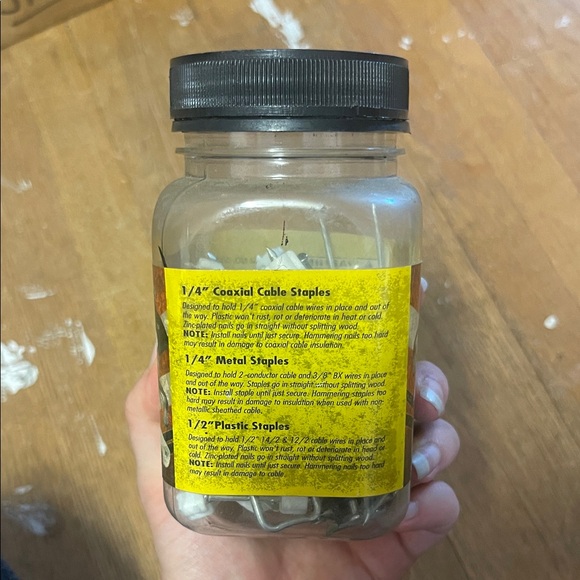 1/4" Coaxial Cable Staples
Designed to hold 1/4" coaxial cable wires in place and out of
the way. Plastic won't rust, rot or deteriorate in heat or cold.
Zinc-plated nails go in straight without splitting wood.
NOTE: Install nails until just secure. Hammering nails too hard
may result in damage to coaxial cable insulation.
1/4" Metal Staples
Designed to hold 2-conductor cable and 3/8" BX wires in place
and out of the way. Staples go in straight without splitting wood.
NOTE: Install staple until just secure. Hammering staples too
hard may result in damage to insulation when used with non-
metallic sheathed cable.
1/2"Plastic Staples
Designed to hold 1/2" 14/2 & 12/2 cable wires in place and
out of the way. Plastic won't rust, rot or deteriorate in heat or
cold. Zinc-plated nails go in straight without splitting wood.
NOTE: Install nails until just secure. Hammering nails too hard
may result in damage to cable.